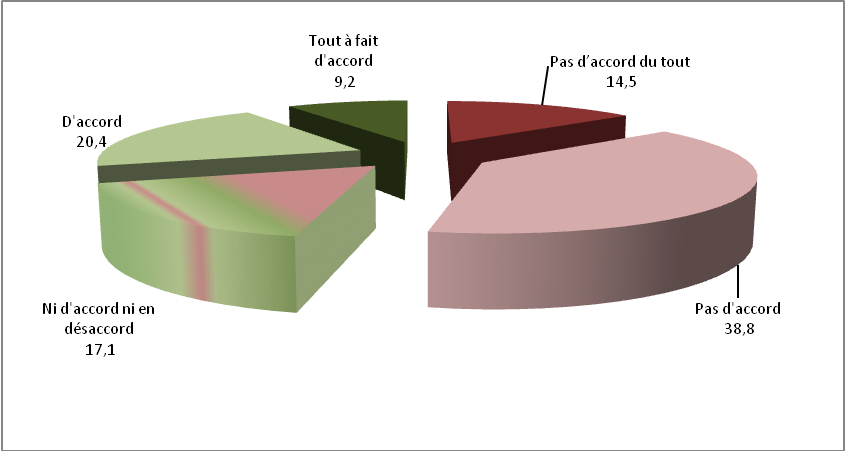 Tout à fait
d'accord
9,2
Pas d’accord du tout
14,5
D'accord
20,4
Ni d'accord ni en
désaccord
17,1
Pas d'accord
38,8